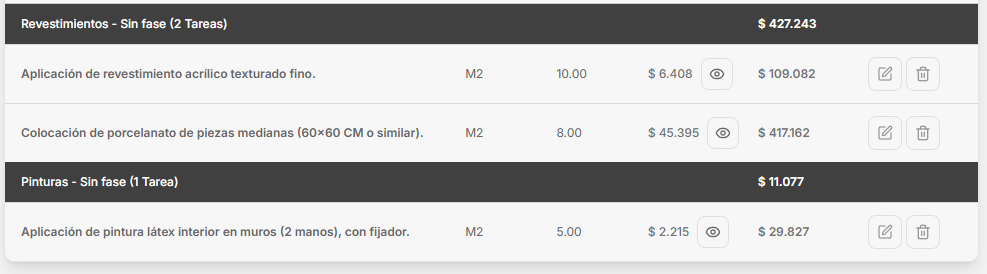 Revestimientos - Sin fase (2 Tareas) $ 427.243
Aplicación de revestimiento acrílico texturado fino. M2 10.00 $ 6.408 $ 109.082
Colocación de porcelanato de piezas medianas (60x60 CM o similar). M2 8.00 $ 45.395 $ 417.162
Pinturas - Sin fase (1 Tarea) $ 11.077
Aplicación de pintura látex interior en muros (2 manos), con fijador. M2 5.00 $ 2.215 $ 29.827